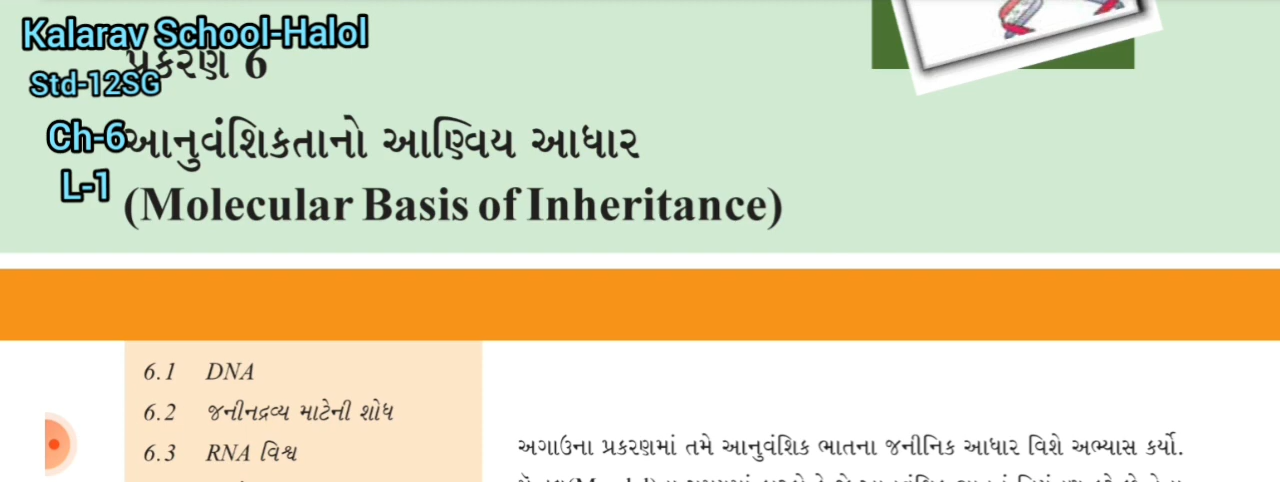 Kalarav School-Halol
પ્રકરણ 6
Std-12SG
Ch-6
આનુવંશિકતાનો આણ્વિય આધાર
L-1
(Molecular Basis of Inheritance)
6.1 DNA
6.2 જનીનદ્રવ્ય માટેની શોધ
6.3 RNA વિશ્વ
અગાઉના પ્રકરણમાં તમે આનુવંશિક ભાતના જનીનિક આધાર વિશે અભ્યાસ કર્યો.